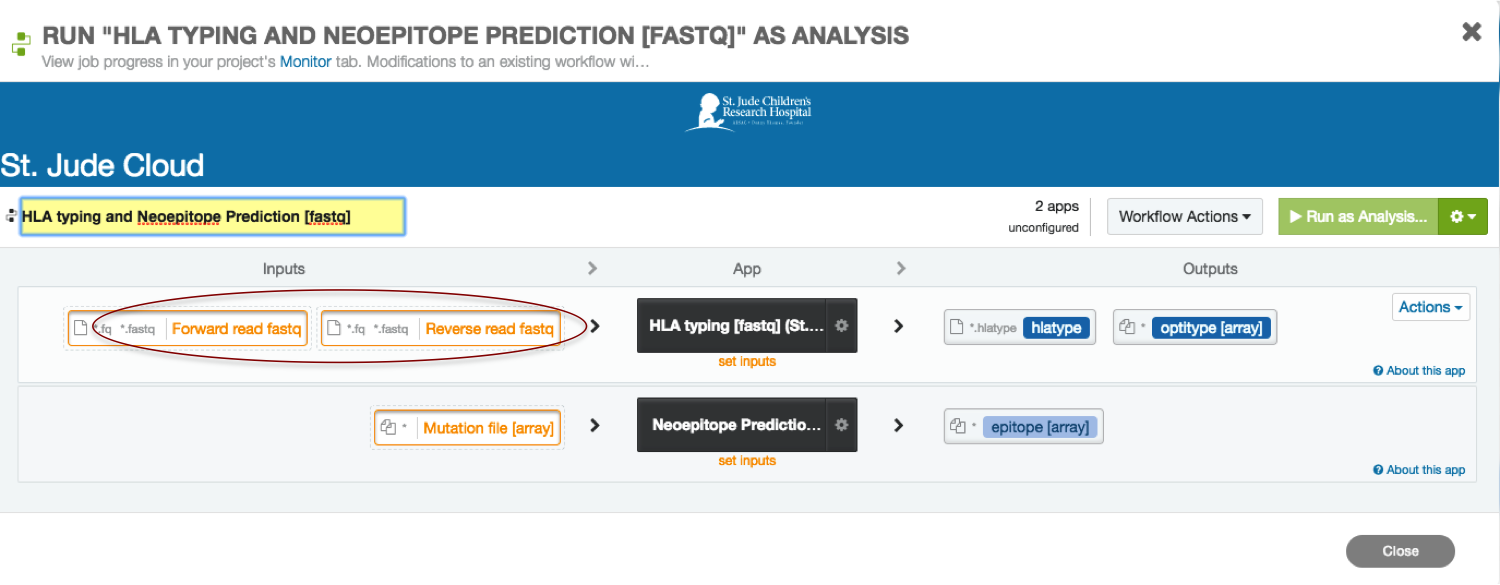 RUN "HLA TYPING AND NEOEPITOPE PREDICTION [FASTQ]" AS ANALYSIS
View job progress in your project's Monitor tab. Modifications to an existing workflow wi...
St. Jude Children's
Research Hospital
St. Jude Cloud
HLA typing and Neoepitope Prediction [fastq]
2 apps
unconfigured
Workflow Actions
Run as Analysis...
Inputs
App
Outputs
*.fq *.fastq Forward read fastq
*.fq *.fastq Reverse read fastq
HLA typing [fastq] (St....
set inputs
*.hlatype hlatype
* optitype [array]
Actions
About this app
* Mutation file [array]
Neoepitope Predictio...
set inputs
* epitope [array]
About this app
Close